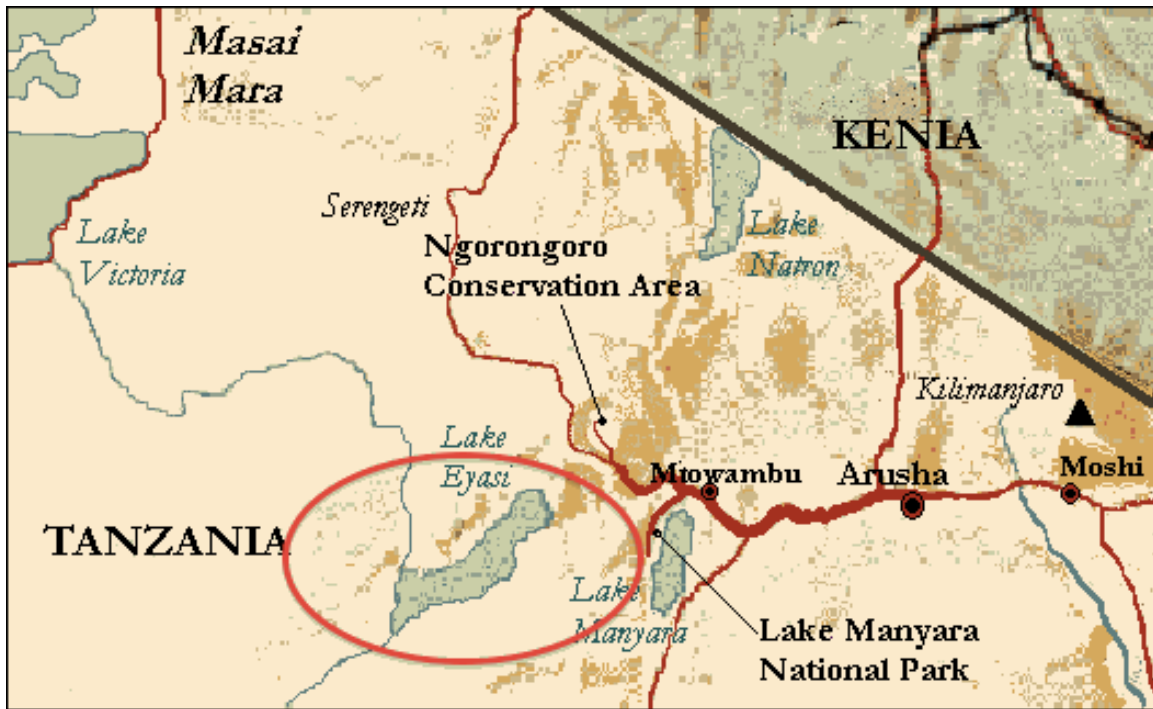 Masai
Mara
KENIA
Serengeti
Lake
Victoria
Lake
Natron
Ngorongoro
Conservation Area
Kilimanjaro
Lake
Eyasi
Mtowambu
Arusha
Moshi
TANZANIA
Lake
Manyara
Lake Manyara
National Park